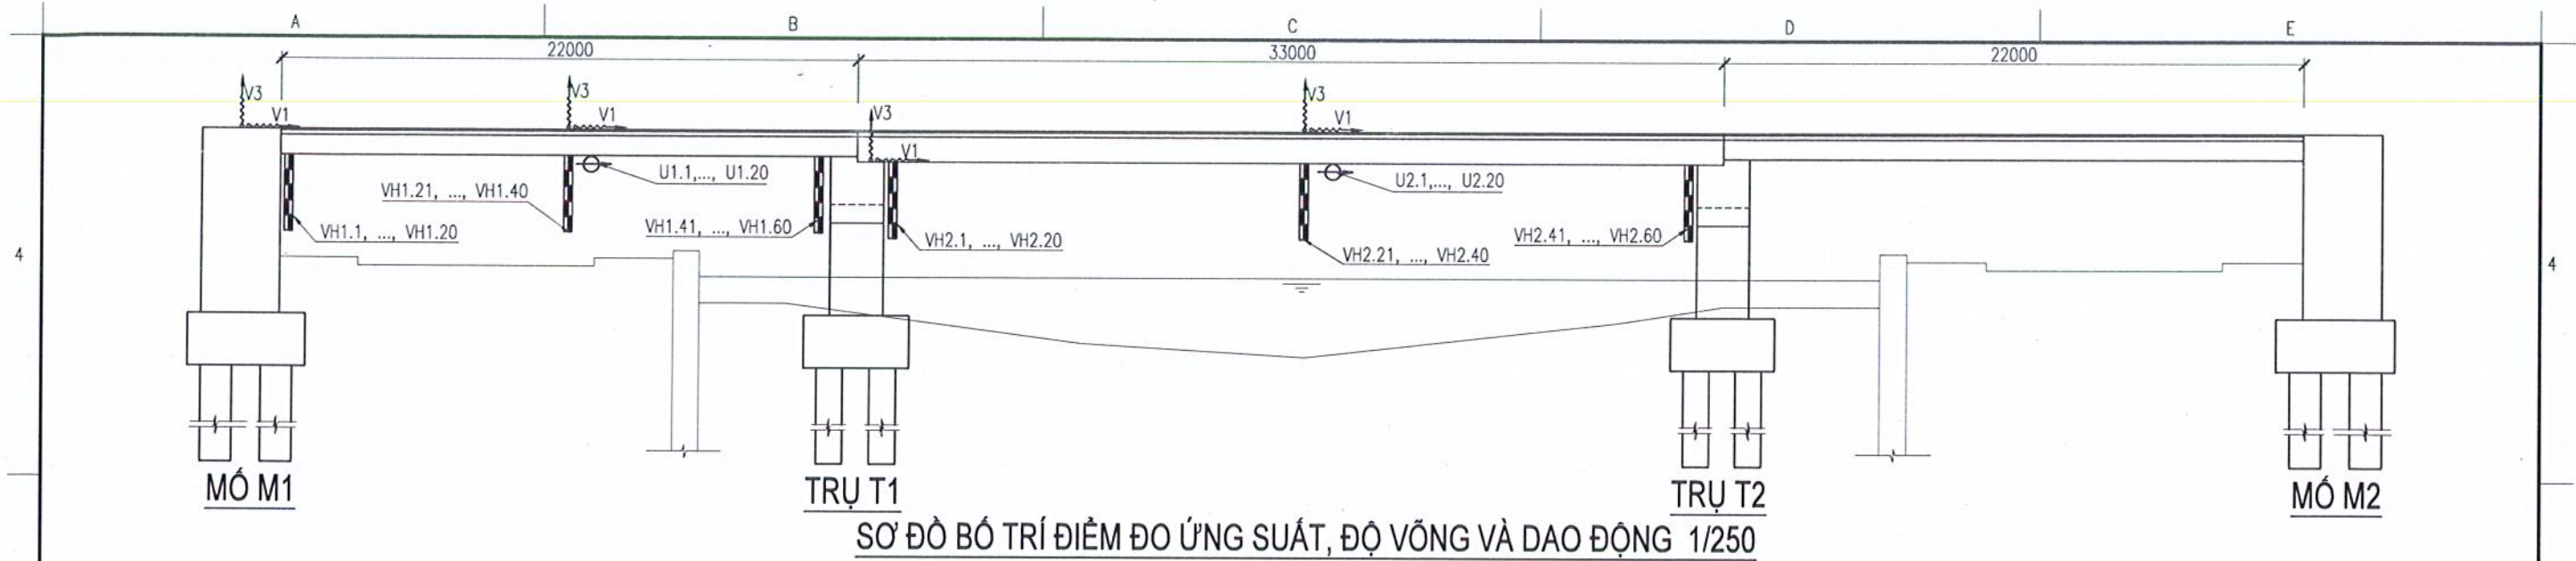 A B C D E
22000 33000 22000
V3 V3 V3
V1 V1 V3 V1
V1
U1.1,..., U1.20 U2.1,..., U2.20
VH1.21, ..., VH1.40
VH1.1, ..., VH1.20 VH1.41, ..., VH1.60 VH2.1, ..., VH2.20 VH2.41, ..., VH2.60
4 VH2.21, ..., VH2.40 4
MỐ M1 TRỤ T1 TRỤ T2 MỐ M2
SƠ ĐỒ BỐ TRÍ ĐIỂM ĐO ỨNG SUẤT, ĐỘ VÕNG VÀ DAO ĐỘNG 1/250